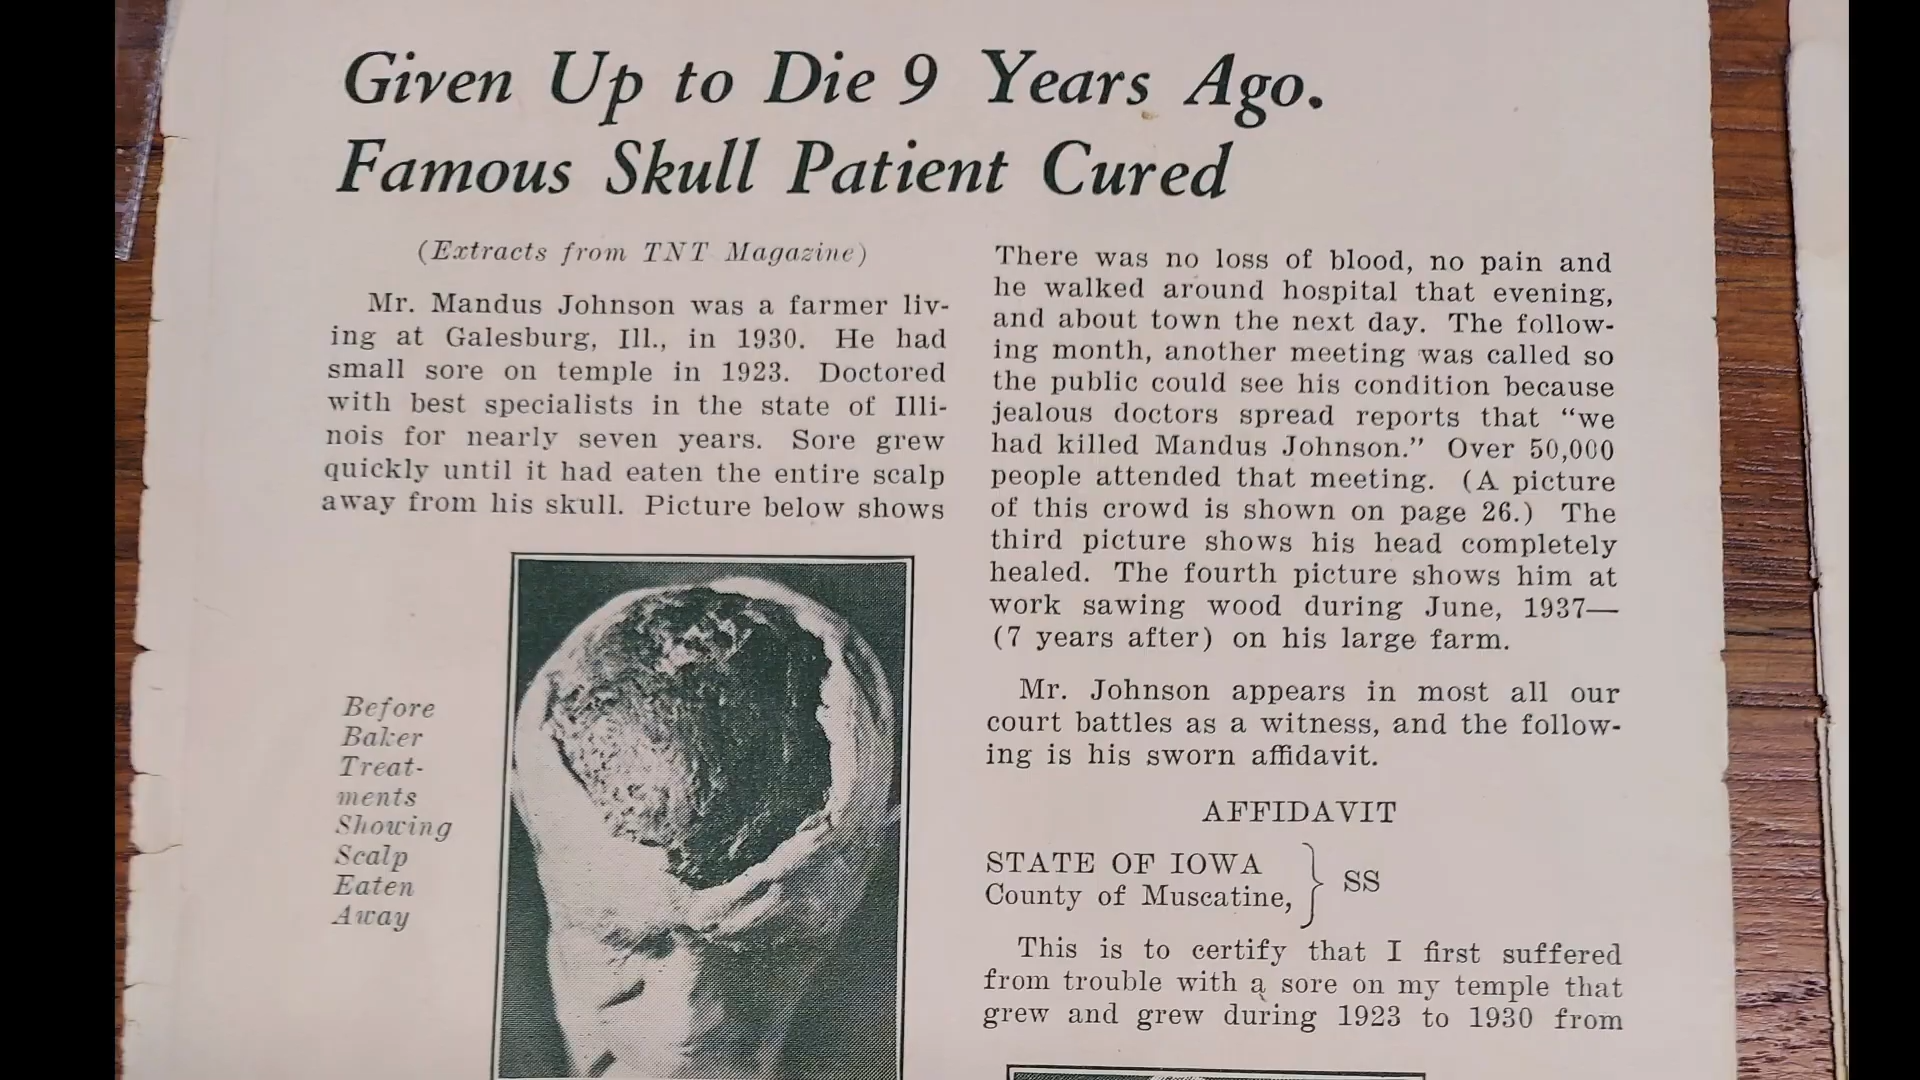 Given Up to Die 9 Years Ago.
Famous Skull Patient Cured
(Extracts from TNT Magazine)
Mr. Mandus Johnson was a farmer liv-
ing at Galesburg, Ill., in 1930. He had
small sore on temple in 1923. Doctored
with best specialists in the state of Illi-
nois for nearly seven years. Sore grew
quickly until it had eaten the entire scalp
away from his skull. Picture below shows
Before
Baker
Treat-
ments
Showing
Scalp
Eaten
Away
There was no loss of blood, no pain and
he walked around hospital that evening,
and about town the next day. The follow-
ing month, another meeting was called so
the public could see his condition because
jealous doctors spread reports that “we
had killed Mandus Johnson.” Over 50,000
people attended that meeting. (A picture
of this crowd is shown on page 26.) The
third picture shows his head completely
healed. The fourth picture shows him at
work sawing wood during June, 1937—
(7 years after) on his large farm.
Mr. Johnson appears in most all our
court battles as a witness, and the follow-
ing is his sworn affidavit.
AFFIDAVIT
STATE OF IOWA
County of Muscatine, } SS
This is to certify that I first suffered
from trouble with a sore on my temple that
grew and grew during 1923 to 1930 from